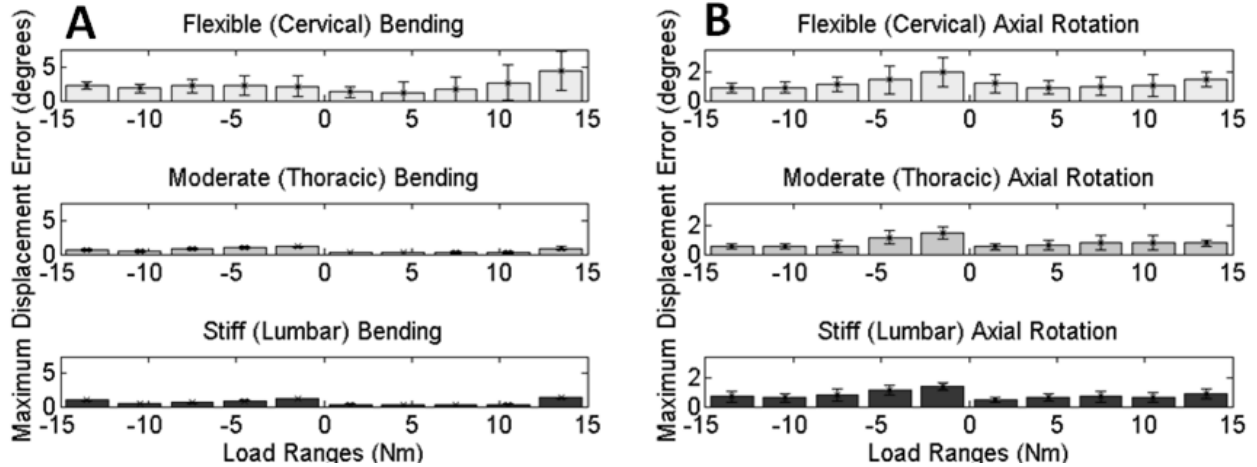 A
Flexible (Cervical) Bending
5
0
-15 -10 -5 0 5 10 15
Moderate (Thoracic) Bending
5
0
-15 -10 -5 0 5 10 15
Stiff (Lumbar) Bending
5
0
-15 -10 -5 0 5 10 15
Load Ranges (Nm)
Maximum Displacement Error (degrees)
B
Flexible (Cervical) Axial Rotation
2
0
-15 -10 -5 0 5 10 15
Moderate (Thoracic) Axial Rotation
2
0
-15 -10 -5 0 5 10 15
Stiff (Lumbar) Axial Rotation
2
0
-15 -10 -5 0 5 10 15
Load Ranges (Nm)
Maximum Displacement Error (degrees)